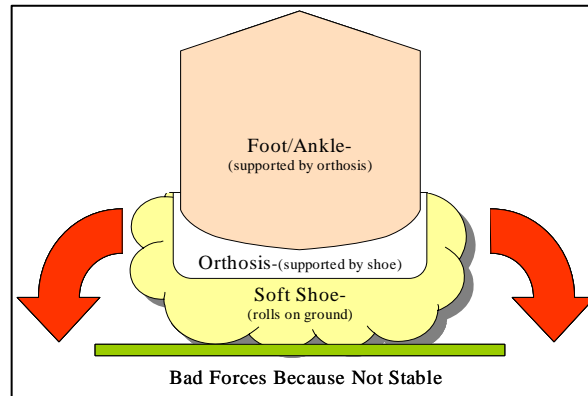 Foot/Ankle-
(supported by orthosis)
Orthosis-(supported by shoe)
Soft Shoe-
(rolls on ground)
Bad Forces Because Not Stable